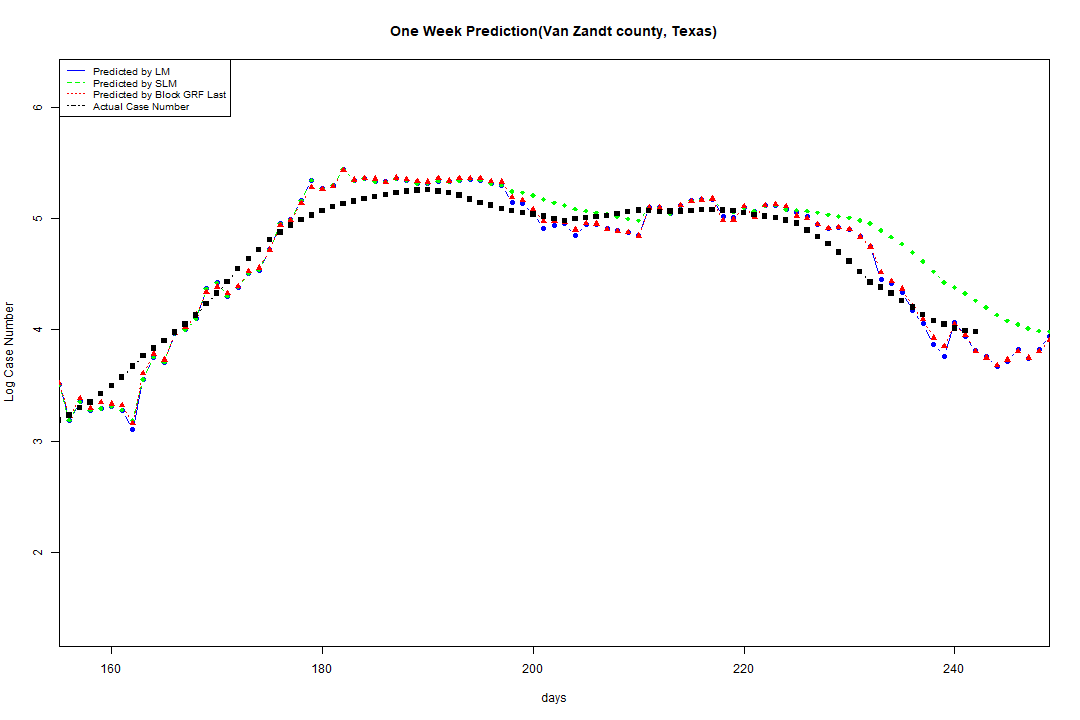 One Week Prediction(Van Zandt county, Texas)
Predicted by LM
Predicted by SLM
Predicted by Block GRF Last
Actual Case Number
6
5
4
3
2
Log Case Number
160 180 200 220 240
days